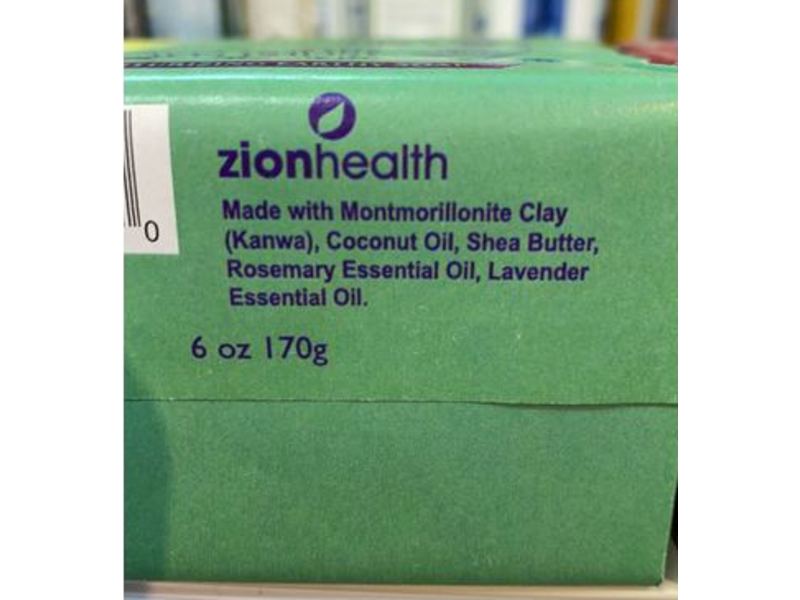 zionhealth
Made with Montmorillonite Clay
(Kanwa), Coconut Oil, Shea Butter,
Rosemary Essential Oil, Lavender
Essential Oil.
0
6 oz 170g